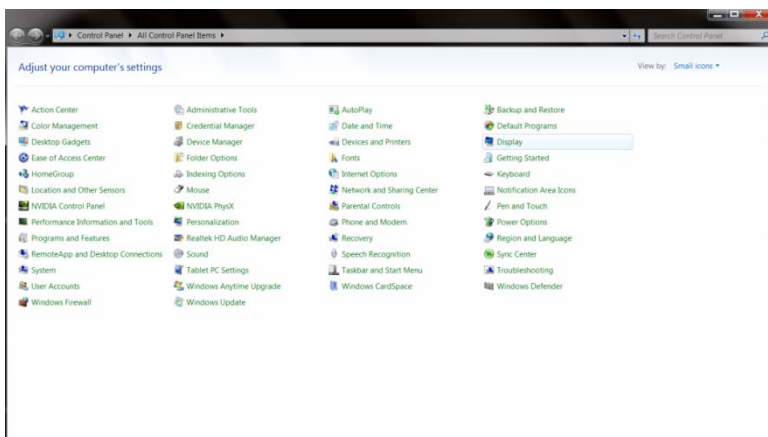 Control Panel All Control Panel Items
Search Control Panel
Adjust your computer's settings
View by: Small icons
Action Center Administrative Tools AutoPlay Backup and Restore
Color Management Credential Manager Date and Time Default Programs
Desktop Gadgets Device Manager Devices and Printers Display
Ease of Access Center Folder Options Fonts Getting Started
HomeGroup Indexing Options Internet Options Keyboard
Location and Other Sensors Mouse Network and Sharing Center Notification Area Icons
NVIDIA Control Panel NVIDIA PhysX Parental Controls Pen and Touch
Performance Information and Tools Personalization Phone and Modem Power Options
Programs and Features Realtek HD Audio Manager Recovery Region and Language
RemoteApp and Desktop Connections Sound Speech Recognition Sync Center
System Tablet PC Settings Taskbar and Start Menu Troubleshooting
User Accounts Windows Anytime Upgrade Windows CardSpace Windows Defender
Windows Firewall Windows Update